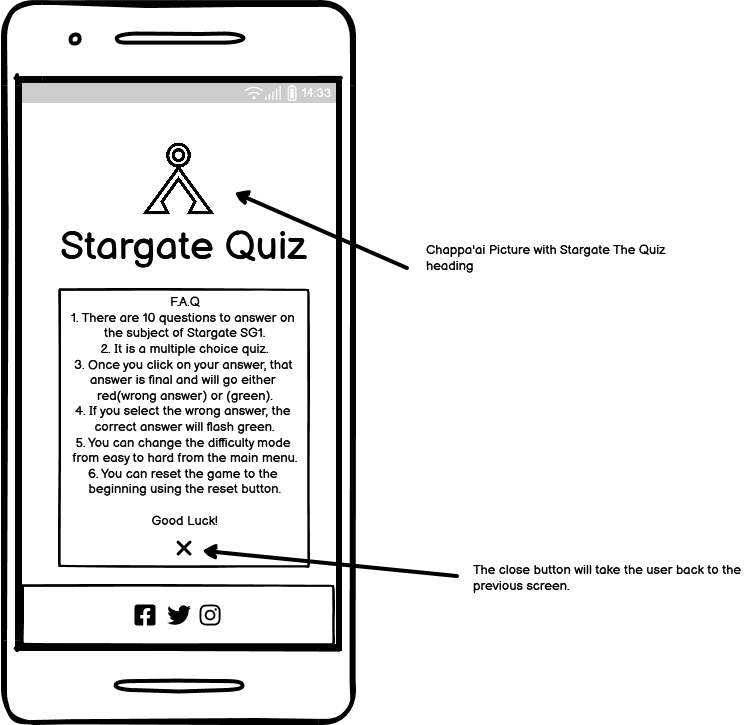 14:33
Stargate Quiz
Chappa'ai Picture with Stargate The Quiz
heading
F.A.Q
1. There are 10 questions to answer on
the subject of Stargate SG1.
2. It is a multiple choice quiz.
3. Once you click on your answer, that
answer is final and will go either
red(wrong answer) or (green).
4. If you select the wrong answer, the
correct answer will flash green.
5. You can change the difficulty mode
from easy to hard from the main menu.
6. You can reset the game to the
beginning using the reset button.
Good Luck!
The close button will take the user back to the
previous screen.